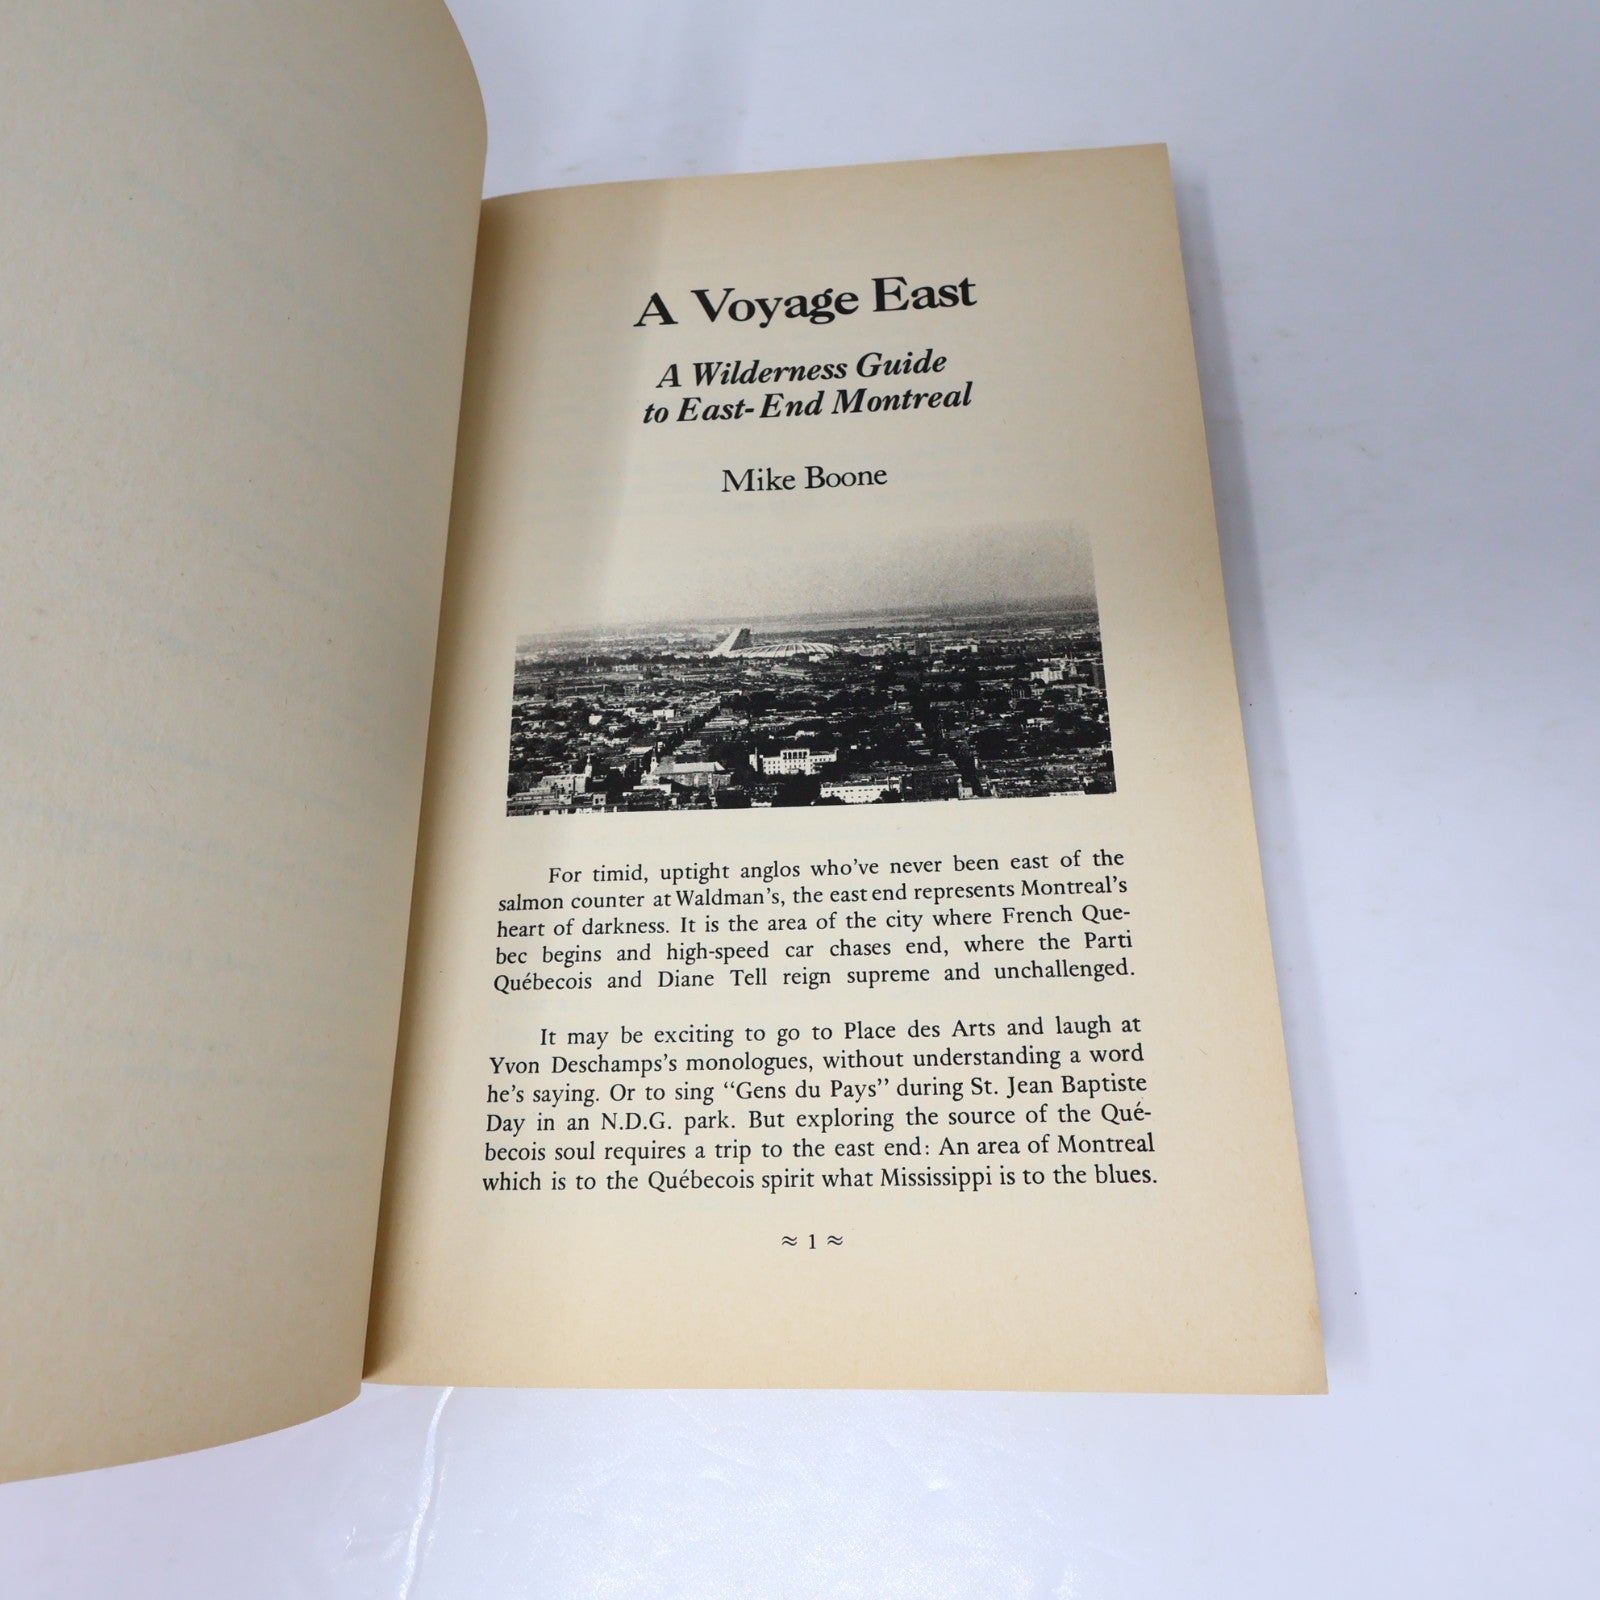 A Voyage East
A Wilderness Guide
to East-End Montreal
Mike Boone
For timid, uptight anglos who've never been east of the
salmon counter at Waldman's, the east end represents Montreal's
heart of darkness. It is the area of the city where French Que-
bec begins and high-speed car chases end, where the Parti
Québecois and Diane Tell reign supreme and unchallenged.
It may be exciting to go to Place des Arts and laugh at
Yvon Deschamps's monologues, without understanding a word
he's saying. Or to sing “Gens du Pays” during St. Jean Baptiste
Day in an N.D.G. park. But exploring the source of the Qué-
becois soul requires a trip to the east end: An area of Montreal
which is to the Québecois spirit what Mississippi is to the blues.
≈ 1 ≈